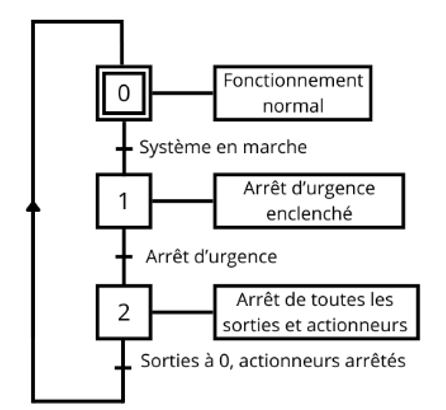 0
Fonctionnement
normal
Système en marche
1
Arrêt d'urgence
enclenché
Arrêt d'urgence
2
Arrêt de toutes les
sorties et actionneurs
Sorties à 0, actionneurs arrêtés